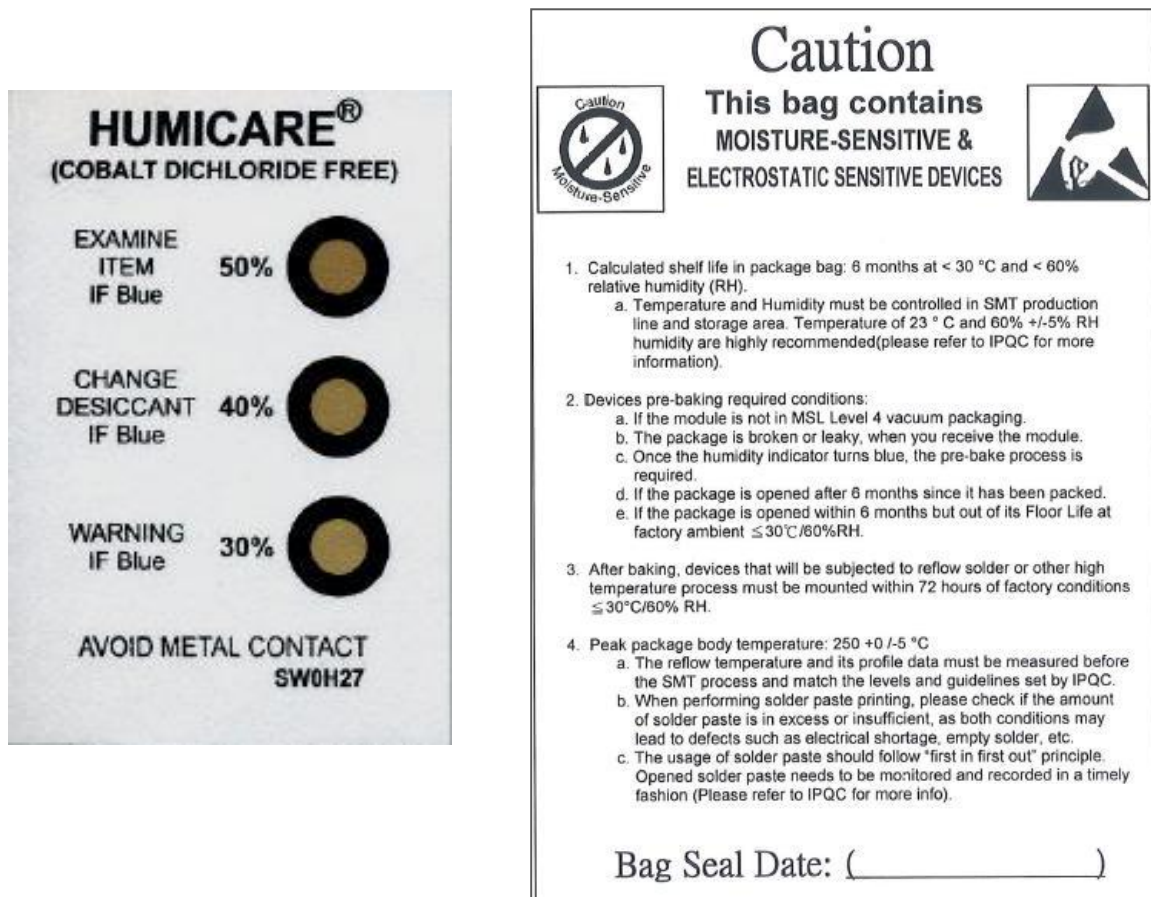 HUMICARE®
(COBALT DICHLORIDE FREE)
EXAMINE
ITEM
IF Blue
50%
CHANGE
DESICCANT
IF Blue
40%
WARNING
IF Blue
30%
AVOID METAL CONTACT
SW0H27
Caution
Caution
Moisture-Sensitive
This bag contains
MOISTURE-SENSITIVE &
ELECTROSTATIC SENSITIVE DEVICES
1. Calculated shelf life in package bag: 6 months at < 30 °C and < 60%
relative humidity (RH).
a. Temperature and Humidity must be controlled in SMT production
line and storage area. Temperature of 23 ° C and 60% +/-5% RH
humidity are highly recommended(please refer to IPQC for more
information).
2. Devices pre-baking required conditions:
a. If the module is not in MSL Level 4 vacuum packaging.
b. The package is broken or leaky, when you receive the module.
c. Once the humidity indicator turns blue, the pre-bake process is
required.
d. If the package is opened after 6 months since it has been packed.
e. If the package is opened within 6 months but out of its Floor Life at
factory ambient ≦30℃/60%RH.
3. After baking, devices that will be subjected to reflow solder or other high
temperature process must be mounted within 72 hours of factory conditions
≦30°C/60% RH.
4. Peak package body temperature: 250 +0 /-5 °C
a. The reflow temperature and its profile data must be measured before
the SMT process and match the levels and guidelines set by IPQC.
b. When performing solder paste printing, please check if the amount
of solder paste is in excess or insufficient, as both conditions may
lead to defects such as electrical shortage, empty solder, etc.
c. The usage of solder paste should follow "first in first out" principle.
Opened solder paste needs to be monitored and recorded in a timely
fashion (Please refer to IPQC for more info).
Bag Seal Date: (____________)